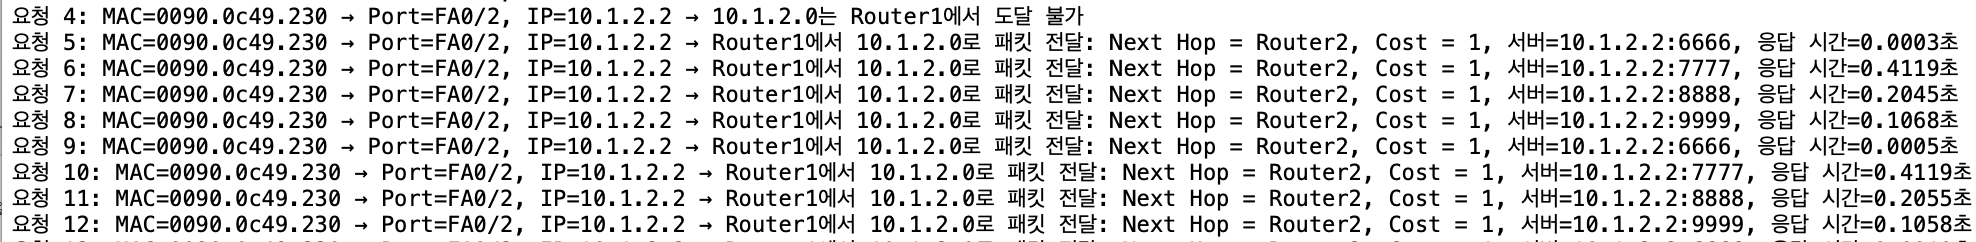 요청 4: MAC=0090.0c49.230 → Port=FA0/2, IP=10.1.2.2 → 10.1.2.0는 Router1에서 도달 불가
요청 5: MAC=0090.0c49.230 → Port=FA0/2, IP=10.1.2.2 → Router1에서 10.1.2.0로 패킷 전달: Next Hop = Router2, Cost = 1, 서버=10.1.2.2:6666, 응답 시간=0.0003초
요청 6: MAC=0090.0c49.230 → Port=FA0/2, IP=10.1.2.2 → Router1에서 10.1.2.0로 패킷 전달: Next Hop = Router2, Cost = 1, 서버=10.1.2.2:7777, 응답 시간=0.4119초
요청 7: MAC=0090.0c49.230 → Port=FA0/2, IP=10.1.2.2 → Router1에서 10.1.2.0로 패킷 전달: Next Hop = Router2, Cost = 1, 서버=10.1.2.2:8888, 응답 시간=0.2045초
요청 8: MAC=0090.0c49.230 → Port=FA0/2, IP=10.1.2.2 → Router1에서 10.1.2.0로 패킷 전달: Next Hop = Router2, Cost = 1, 서버=10.1.2.2:9999, 응답 시간=0.1068초
요청 9: MAC=0090.0c49.230 → Port=FA0/2, IP=10.1.2.2 → Router1에서 10.1.2.0로 패킷 전달: Next Hop = Router2, Cost = 1, 서버=10.1.2.2:6666, 응답 시간=0.0005초
요청 10: MAC=0090.0c49.230 → Port=FA0/2, IP=10.1.2.2 → Router1에서 10.1.2.0로 패킷 전달: Next Hop = Router2, Cost = 1, 서버=10.1.2.2:7777, 응답 시간=0.4119초
요청 11: MAC=0090.0c49.230 → Port=FA0/2, IP=10.1.2.2 → Router1에서 10.1.2.0로 패킷 전달: Next Hop = Router2, Cost = 1, 서버=10.1.2.2:8888, 응답 시간=0.2055초
요청 12: MAC=0090.0c49.230 → Port=FA0/2, IP=10.1.2.2 → Router1에서 10.1.2.0로 패킷 전달: Next Hop = Router2, Cost = 1, 서버=10.1.2.2:9999, 응답 시간=0.1058초